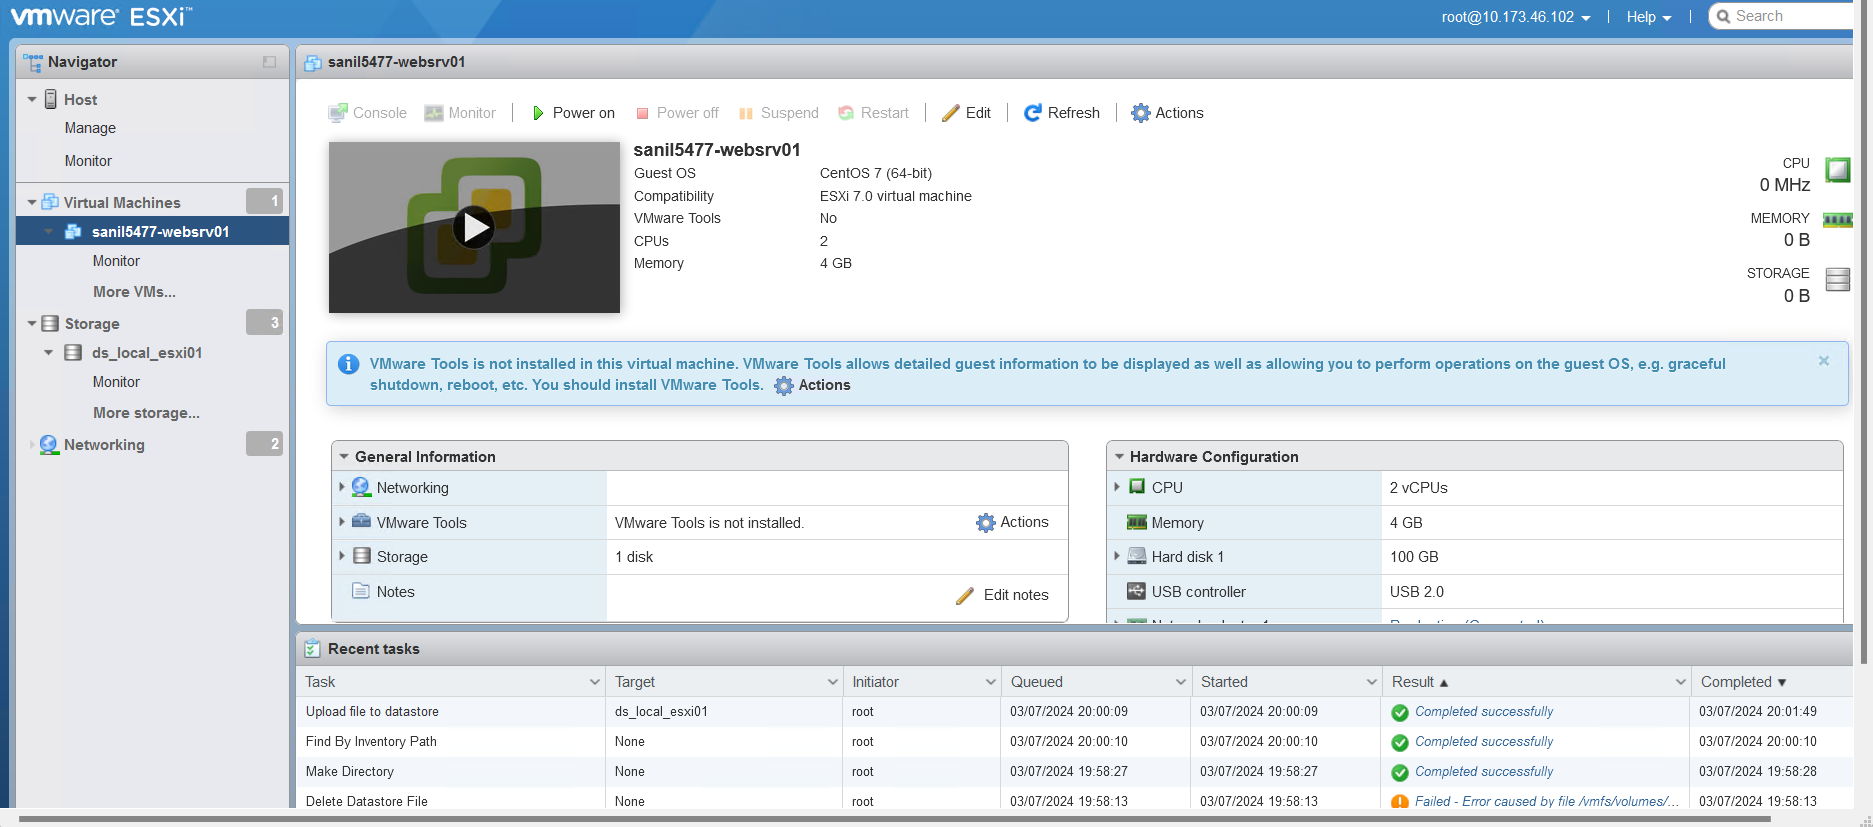 vmware ESXi™
root@10.173.46.102
Help
Search
Navigator
Host
Manage
Monitor
Virtual Machines 1
sanil5477-websrv01
Monitor
More VMs...
Storage 3
ds_local_esxi01
Monitor
More storage...
Networking 2
sanil5477-websrv01
Console Monitor Power on Power off Suspend Restart Edit Refresh Actions
sanil5477-websrv01
Guest OS CentOS 7 (64-bit)
Compatibility ESXi 7.0 virtual machine
VMware Tools No
CPUs 2
Memory 4 GB
CPU
0 MHz
MEMORY
0 B
STORAGE
0 B
VMware Tools is not installed in this virtual machine. VMware Tools allows detailed guest information to be displayed as well as allowing you to perform operations on the guest OS, e.g. graceful
shutdown, reboot, etc. You should install VMware Tools. Actions
General Information
Networking
VMware Tools VMware Tools is not installed. Actions
Storage 1 disk
Notes Edit notes
Hardware Configuration
CPU 2 vCPUs
Memory 4 GB
Hard disk 1 100 GB
USB controller USB 2.0
Recent tasks
Task Target Initiator Queued Started Result Completed
Upload file to datastore ds_local_esxi01 root 03/07/2024 20:00:09 03/07/2024 20:00:09 Completed successfully 03/07/2024 20:01:49
Find By Inventory Path None root 03/07/2024 20:00:10 03/07/2024 20:00:10 Completed successfully 03/07/2024 20:00:10
Make Directory None root 03/07/2024 19:58:27 03/07/2024 19:58:27 Completed successfully 03/07/2024 19:58:28
Delete Datastore File None root 03/07/2024 19:58:13 03/07/2024 19:58:13 Failed - Error caused by file /vmfs/volumes/... 03/07/2024 19:58:13